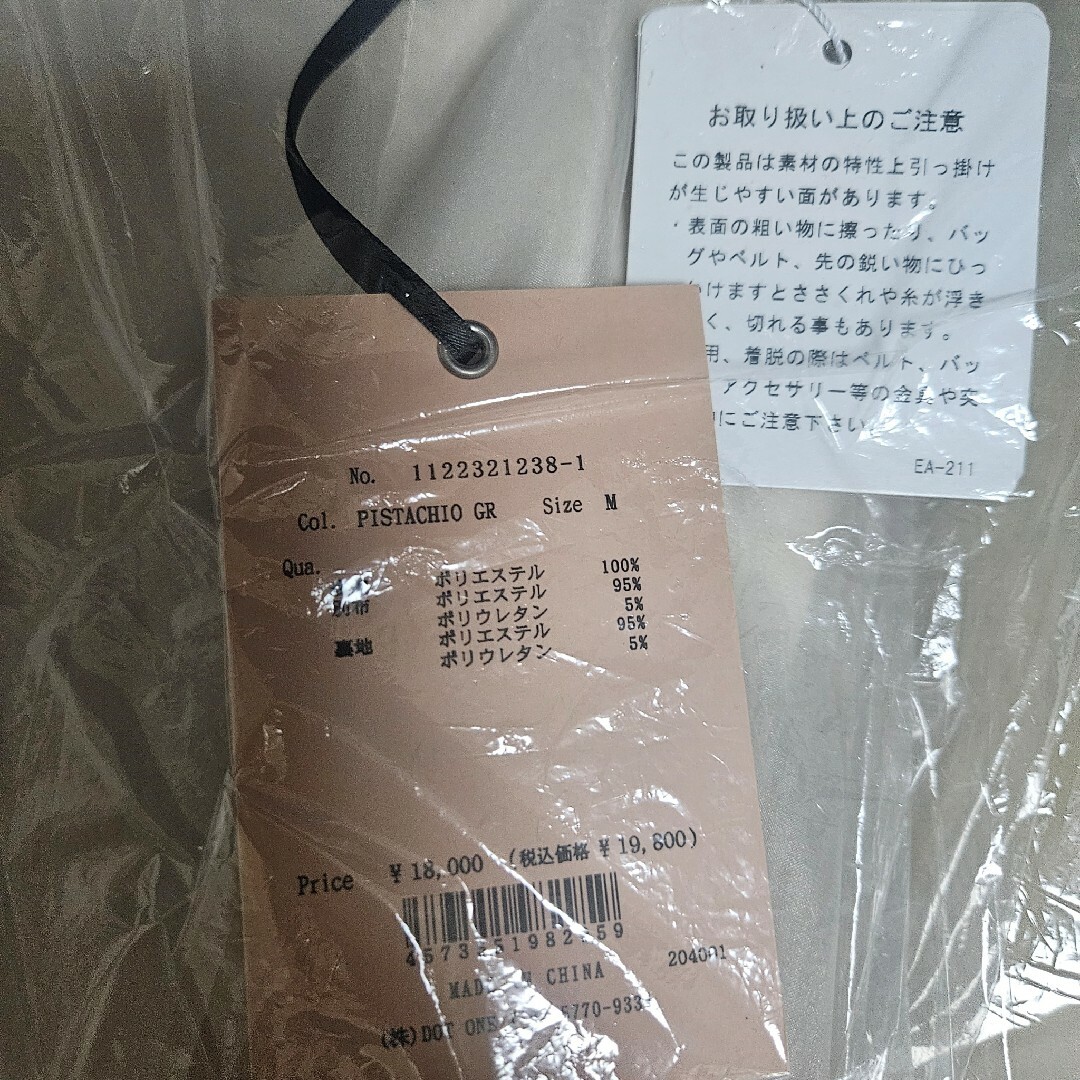 お取り扱い上のご注意
この製品は素材の特性上引っ掛け
が生じやすい面があります。
・表面の粗い物に擦ったり、バッ
グやベルト、先の鋭い物にひっ
けますとささくれや糸が浮き
く、切れる事もあります。
用、着脱の際はベルト、バッ
アクセサリー等の金具や突
にご注意下さい。
EA-211
No. 1122321238-1
Col. PISTACHIO GR Size M
Qua. ポリエステル 100%
別布 ポリエステル 95%
ポリウレタン 5%
裏地 ポリエステル 95%
ポリウレタン 5%
Price ¥18,000 (税込価格 ¥19,800)
204001
MADE IN CHINA
(株)DOT ONE